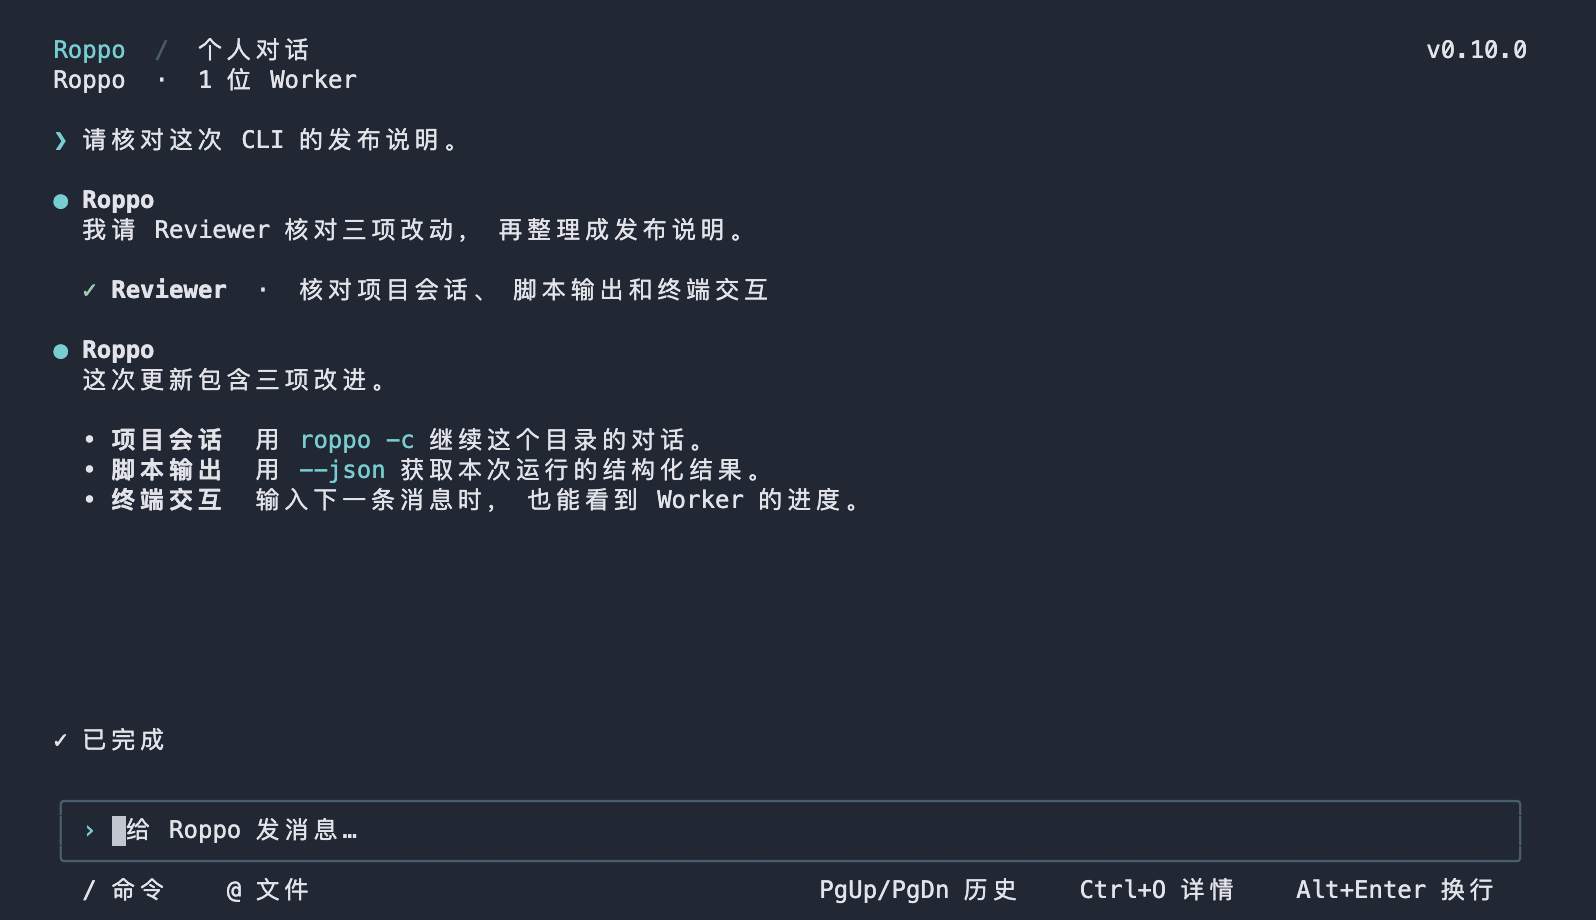 Roppo / 个人对话 v0.10.0
Roppo · 1 位 Worker
❯ 请核对这次 CLI 的发布说明。
● Roppo
我请 Reviewer 核对三项改动，再整理成发布说明。
✓ Reviewer · 核对项目会话、脚本输出和终端交互
● Roppo
这次更新包含三项改进。
• 项目会话 用 roppo -c 继续这个目录的对话。
• 脚本输出 用 --json 获取本次运行的结构化结果。
• 终端交互 输入下一条消息时，也能看到 Worker 的进度。
✓ 已完成
› 给 Roppo 发消息…
/ 命令 @ 文件 PgUp/PgDn 历史 Ctrl+O 详情 Alt+Enter 换行